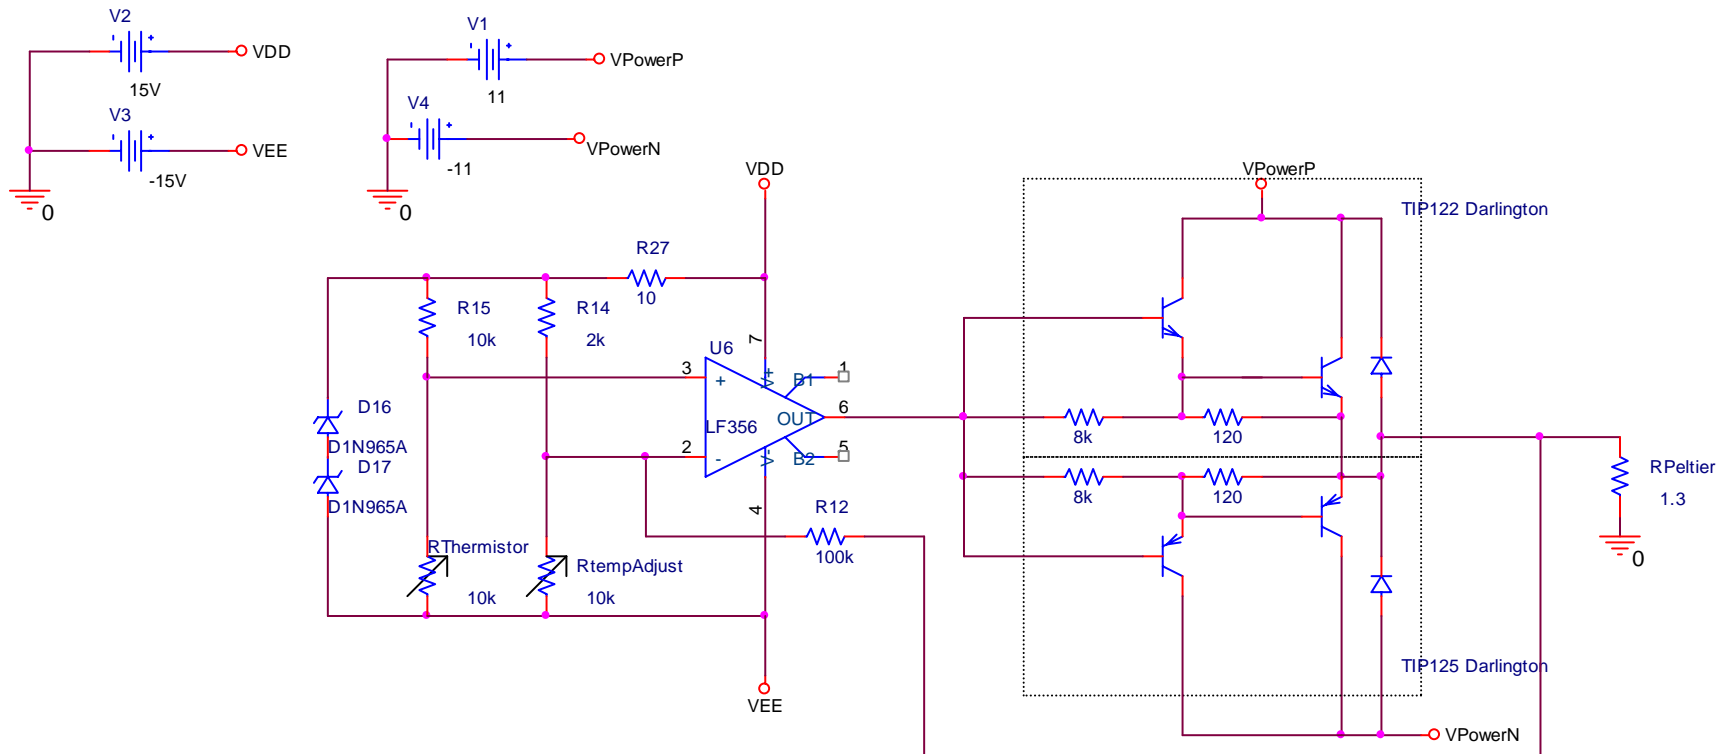 V2
VDD
15V
V3
VEE
-15V
0
V1
VPowerP
11
V4
VPowerN
-11
0
VDD
R27
10
R15
10k
R14
2k
D16
D1N965A
D17
D1N965A
RThermistor
10k
RtempAdjust
10k
U6
LF356
3
+
2
-
7
V+
4
V-
B1
1
OUT
6
B2
5
R12
100k
VEE
VPowerP
TIP122 Darlington
8k
120
8k
120
TIP125 Darlington
VPowerN
RPeltier
1.3
0